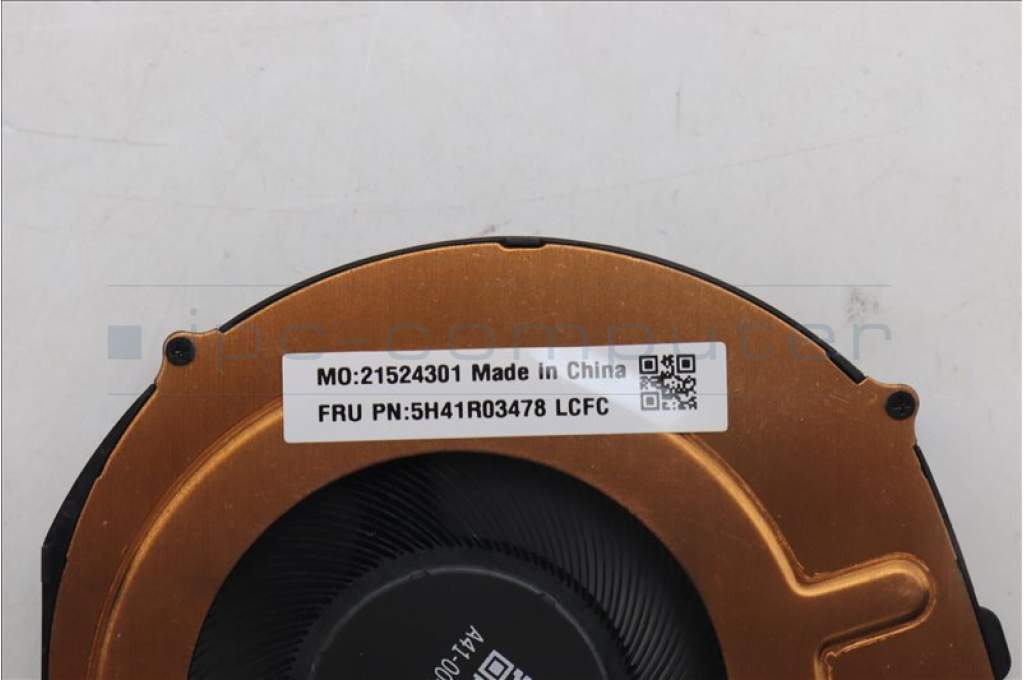 ipc-computer
MO:21524301 Made in China
FRU PN:5H41R03478 LCFC
A41-00